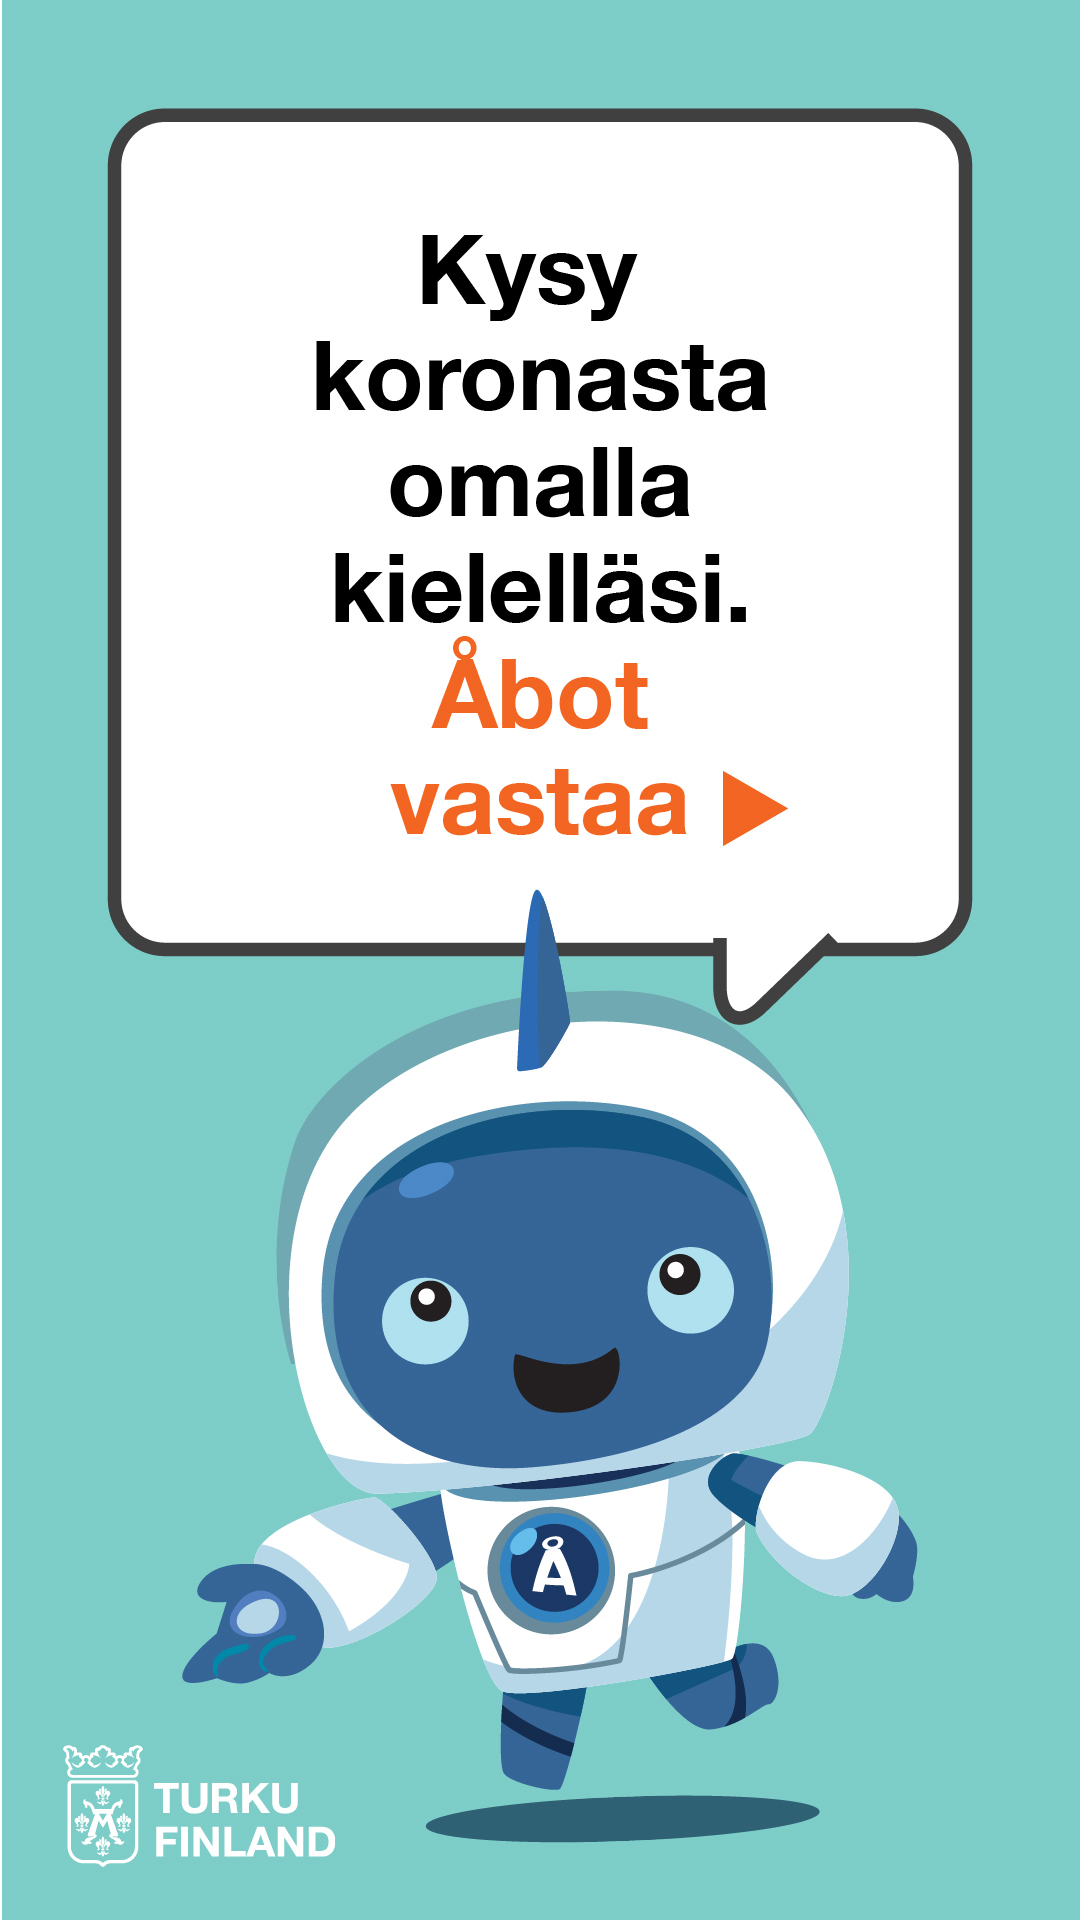 Kysy
koronasta
omalla
kielelläsi.
Åbot
vastaa
Å
TURKU
FINLAND